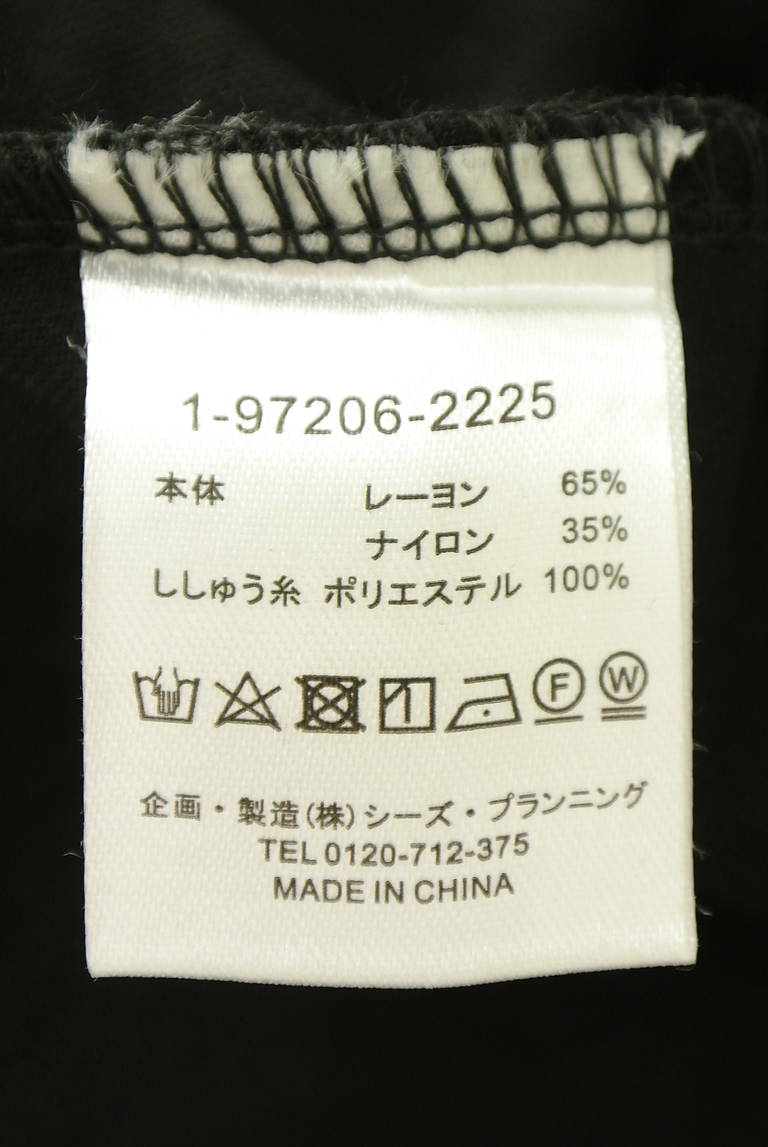 1-97206-2225
本体 レーヨン 65%
ナイロン 35%
ししゅう糸 ポリエステル 100%
F W
企画・製造(株)シーズ・プランニング
TEL 0120-712-375
MADE IN CHINA